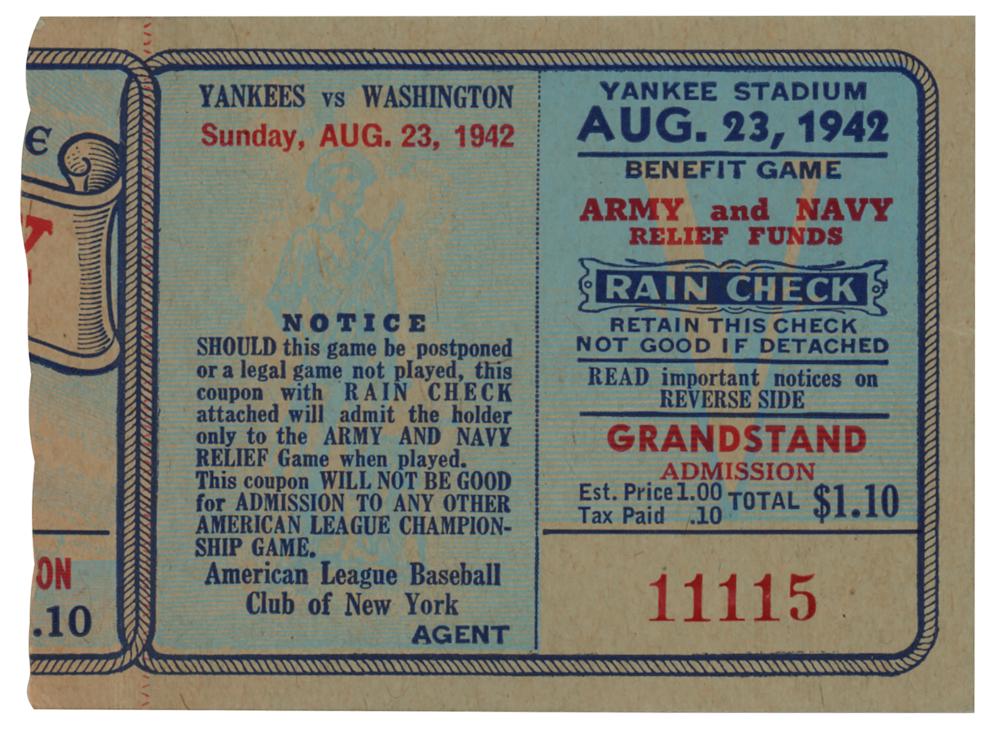 E
Y
ON
.10
YANKEES vs WASHINGTON
Sunday, AUG. 23, 1942
NOTICE
SHOULD this game be postponed
or a legal game not played, this
coupon with RAIN CHECK
attached will admit the holder
only to the ARMY AND NAVY
RELIEF Game when played.
This coupon WILL NOT BE GOOD
for ADMISSION TO ANY OTHER
AMERICAN LEAGUE CHAMPION-
SHIP GAME.
American League Baseball
Club of New York
AGENT
YANKEE STADIUM
AUG. 23, 1942
BENEFIT GAME
ARMY and NAVY
RELIEF FUNDS
RAIN CHECK
RETAIN THIS CHECK
NOT GOOD IF DETACHED
READ important notices on
REVERSE SIDE
GRANDSTAND
ADMISSION
Est. Price 1.00
Tax Paid .10
TOTAL $1.10
11115